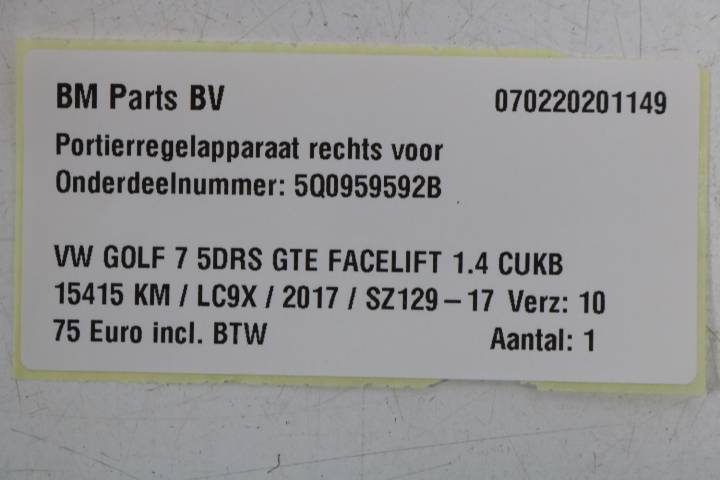 BM Parts BV 070220201149
Portierregelapparaat rechts voor
Onderdeelnummer: 5Q0959592B
VW GOLF 7 5DRS GTE FACELIFT 1.4 CUKB
15415 KM / LC9X / 2017 / SZ129-17 Verz: 10
75 Euro incl. BTW Aantal: 1